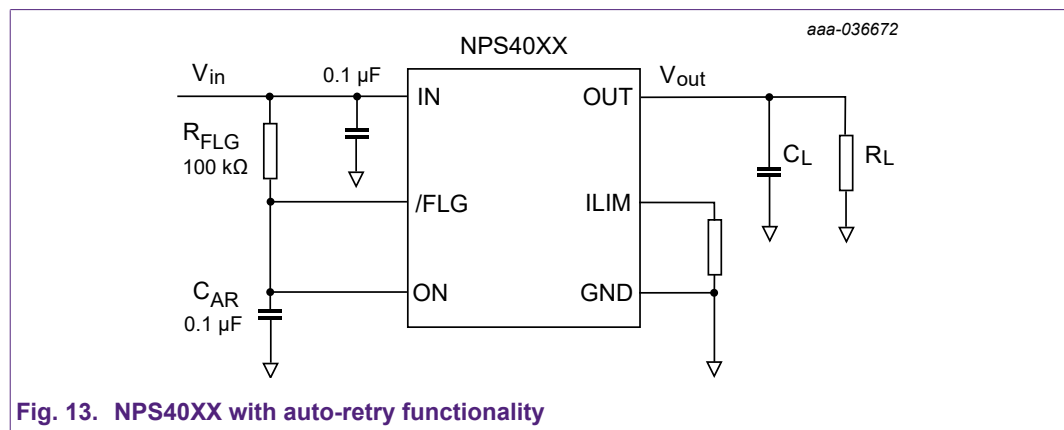 aaa-036672
NPS40XX
Vin
0.1 µF
IN
OUT
Vout
RFLG
100 kΩ
CL
RL
/FLG
ILIM
CAR
0.1 µF
ON
GND
Fig. 13. NPS40XX with auto-retry functionality